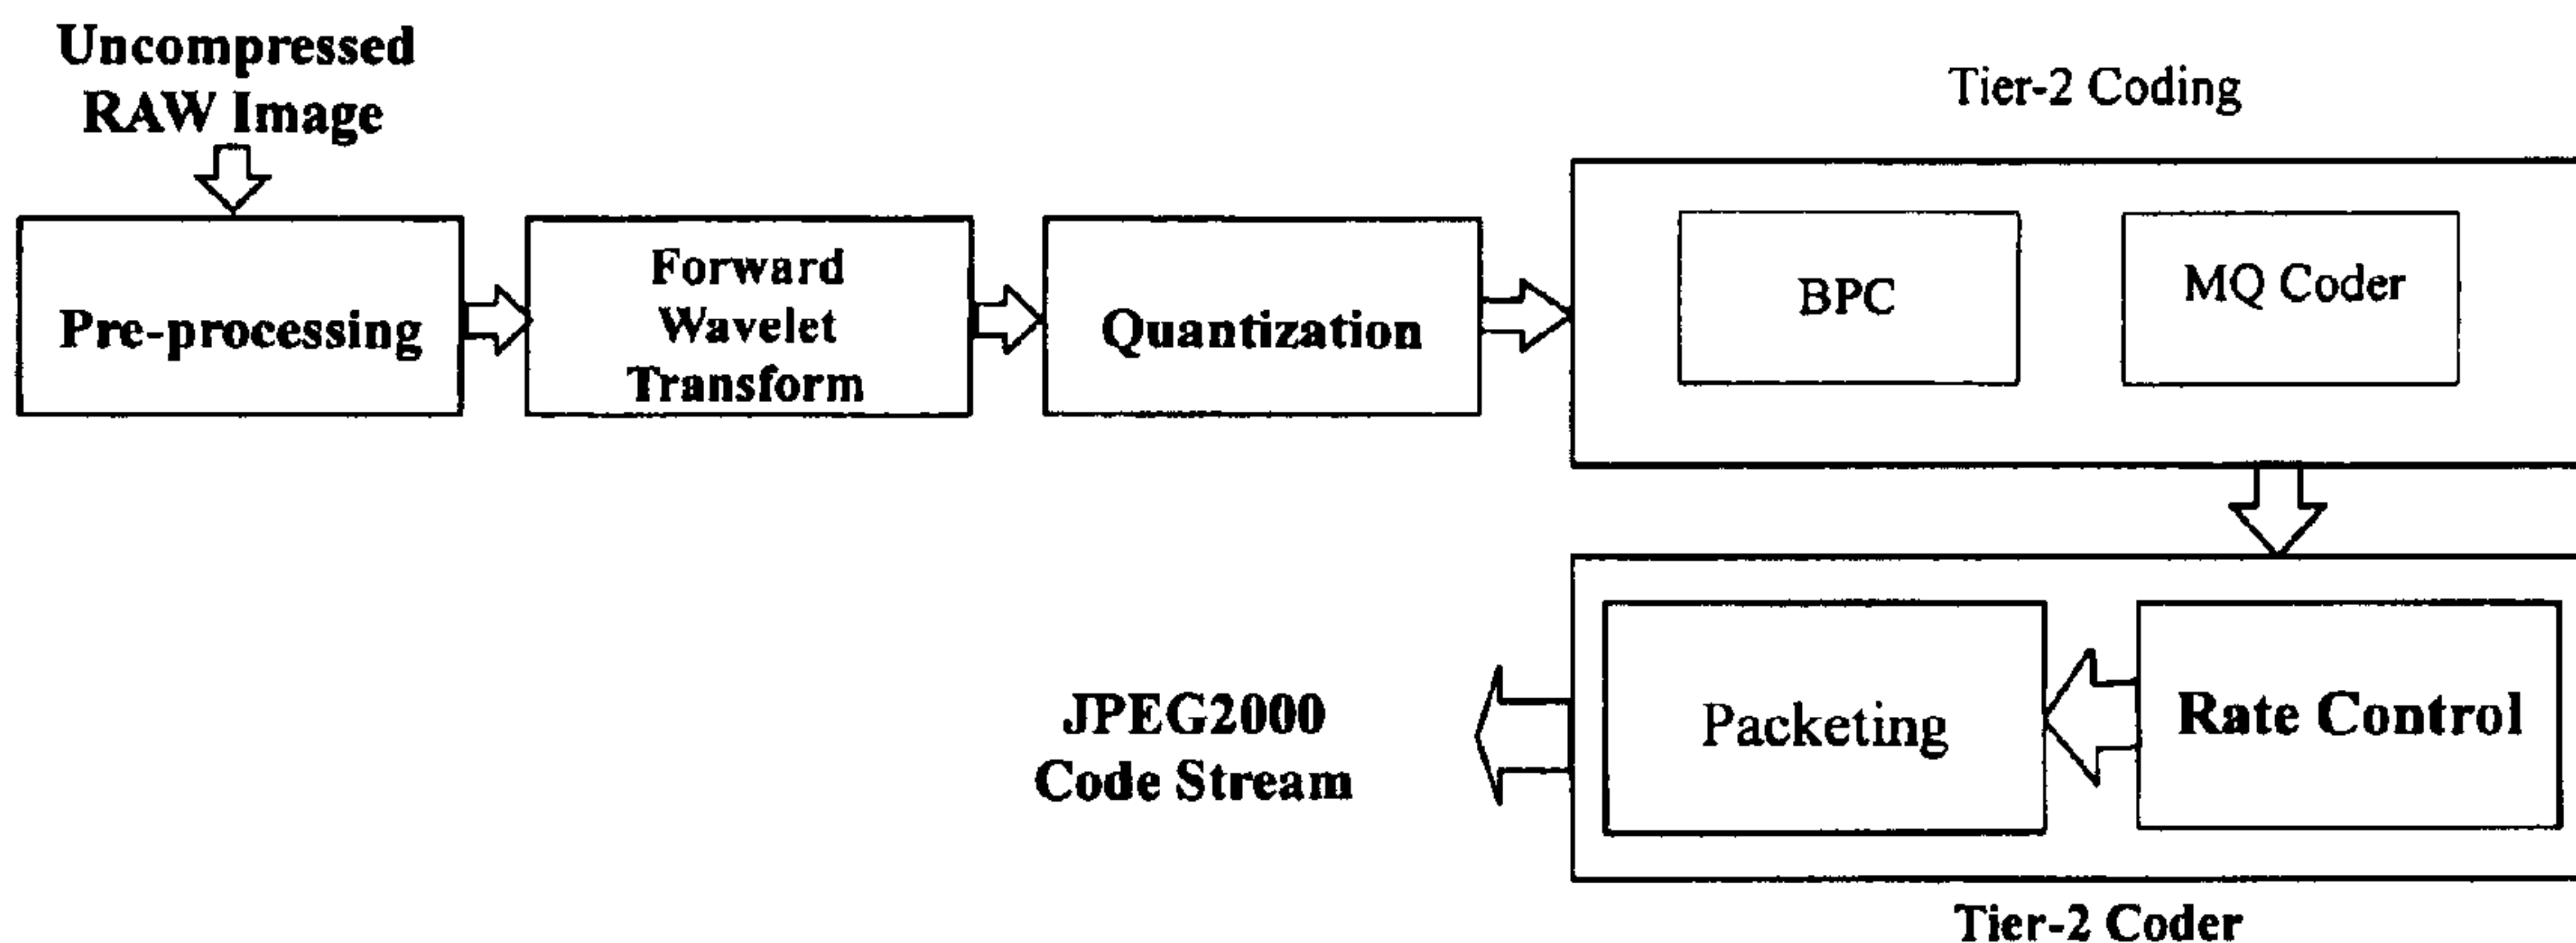 Uncompressed
RAW Image
Pre-processing
Forward
Wavelet
Transform
Quantization
Tier-2 Coding
BPC
MQ Coder
Rate Control
Packeting
Tier-2 Coder
JPEG2000
Code Stream